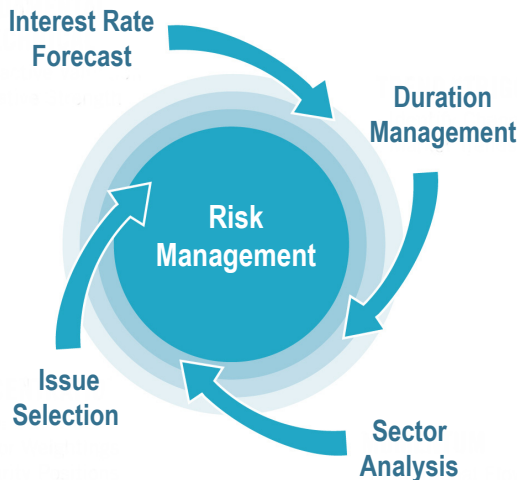 Interest Rate
Forecast
Duration
Management
Risk
Management
Issue
Selection
Sector
Analysis